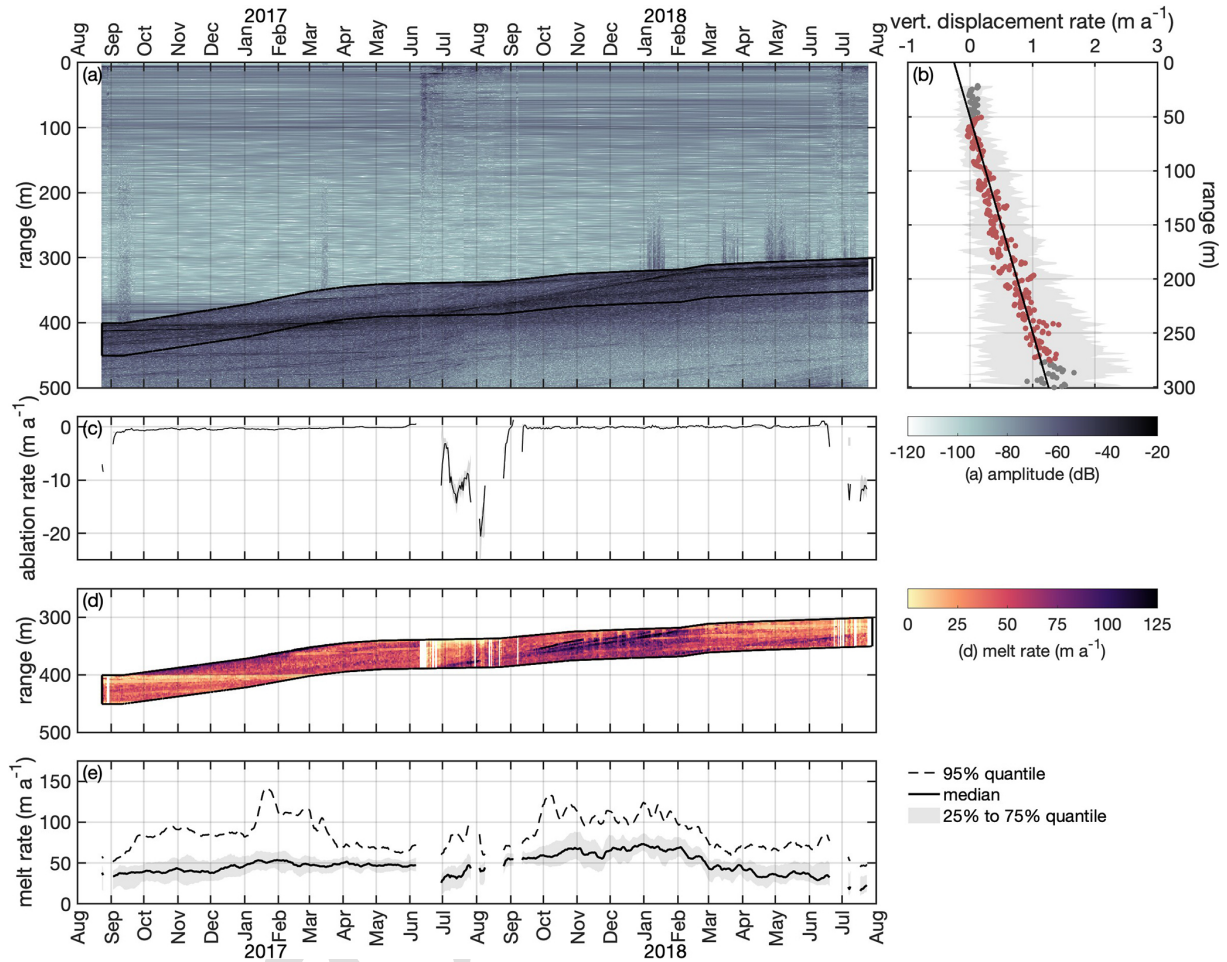 2017 2018
Aug Sep Oct Nov Dec Jan Feb Mar Apr May Jun Jul Aug Sep Oct Nov Dec Jan Feb Mar Apr May Jun Jul Aug
vert. displacement rate (m a⁻¹)
-1 0 1 2 3
(a)
0
100
200
300
400
500
range (m)
(b)
0
50
100
150
200
250
300
range (m)
(c)
0
-10
-20
ablation rate (m a⁻¹)
-120 -100 -80 -60 -40 -20
(a) amplitude (dB)
(d)
300
400
500
range (m)
0 25 50 75 100 125
(d) melt rate (m a⁻¹)
(e)
150
100
50
0
melt rate (m a⁻¹)
95% quantile
median
25% to 75% quantile
Aug Sep Oct Nov Dec Jan Feb Mar Apr May Jun Jul Aug Sep Oct Nov Dec Jan Feb Mar Apr May Jun Jul Aug
2017 2018